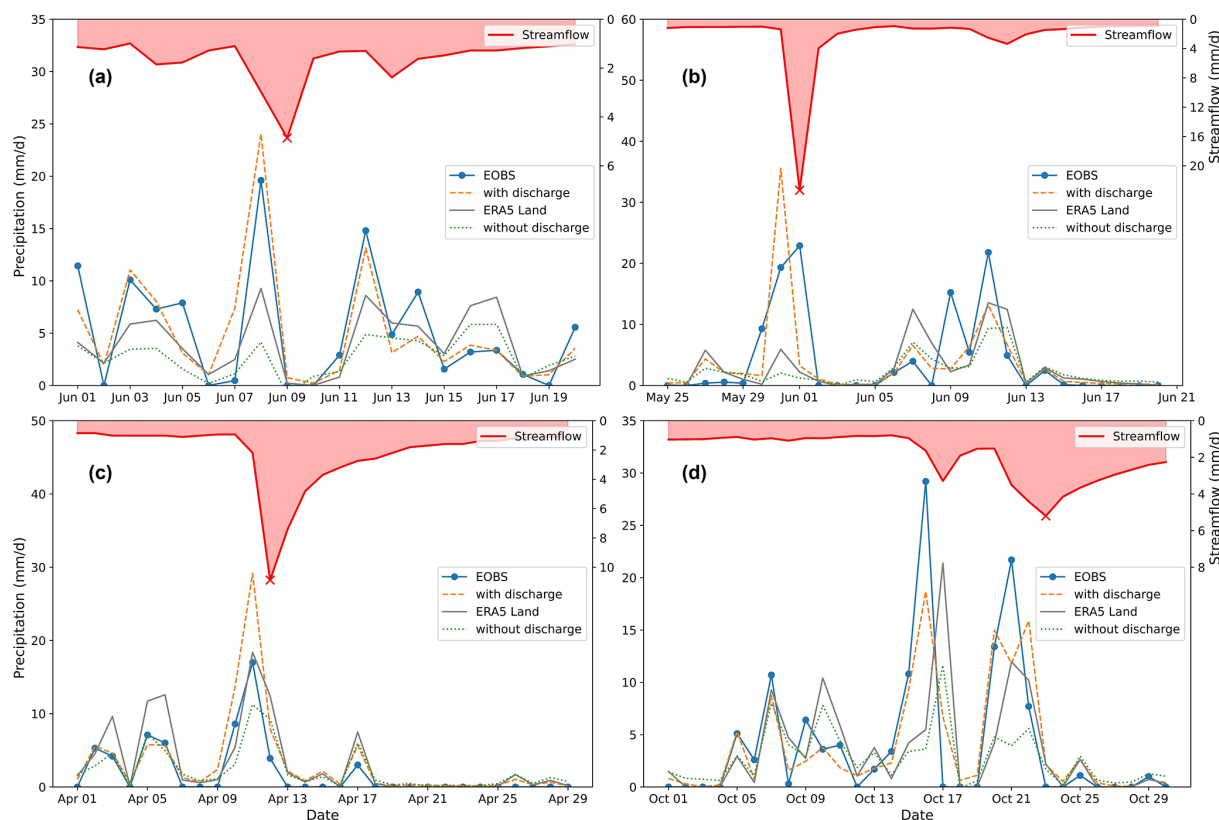 35
30
25
20
15
10
5
0
Precipitation (mm/d)
(a)
Streamflow
EOBS
with discharge
ERA5 Land
without discharge
0
2
4
6
Jun 01
Jun 03
Jun 05
Jun 07
Jun 09
Jun 11
Jun 13
Jun 15
Jun 17
Jun 19
60
50
40
30
20
10
0
(b)
Streamflow
EOBS
with discharge
ERA5 Land
without discharge
0
4
8
12
16
20
Streamflow (mm/d)
May 25
May 28
Jun 01
Jun 05
Jun 09
Jun 13
Jun 17
Jun 21
50
40
30
20
10
0
Precipitation (mm/d)
(c)
Streamflow
EOBS
with discharge
ERA5 Land
without discharge
0
2
4
6
8
10
Apr 01
Apr 05
Apr 09
Apr 13
Apr 17
Apr 21
Apr 25
Apr 29
Date
35
30
25
20
15
10
5
0
(d)
Streamflow
EOBS
with discharge
ERA5 Land
without discharge
0
2
4
6
8
Streamflow (mm/d)
Oct 01
Oct 05
Oct 09
Oct 13
Oct 17
Oct 21
Oct 25
Oct 29
Date